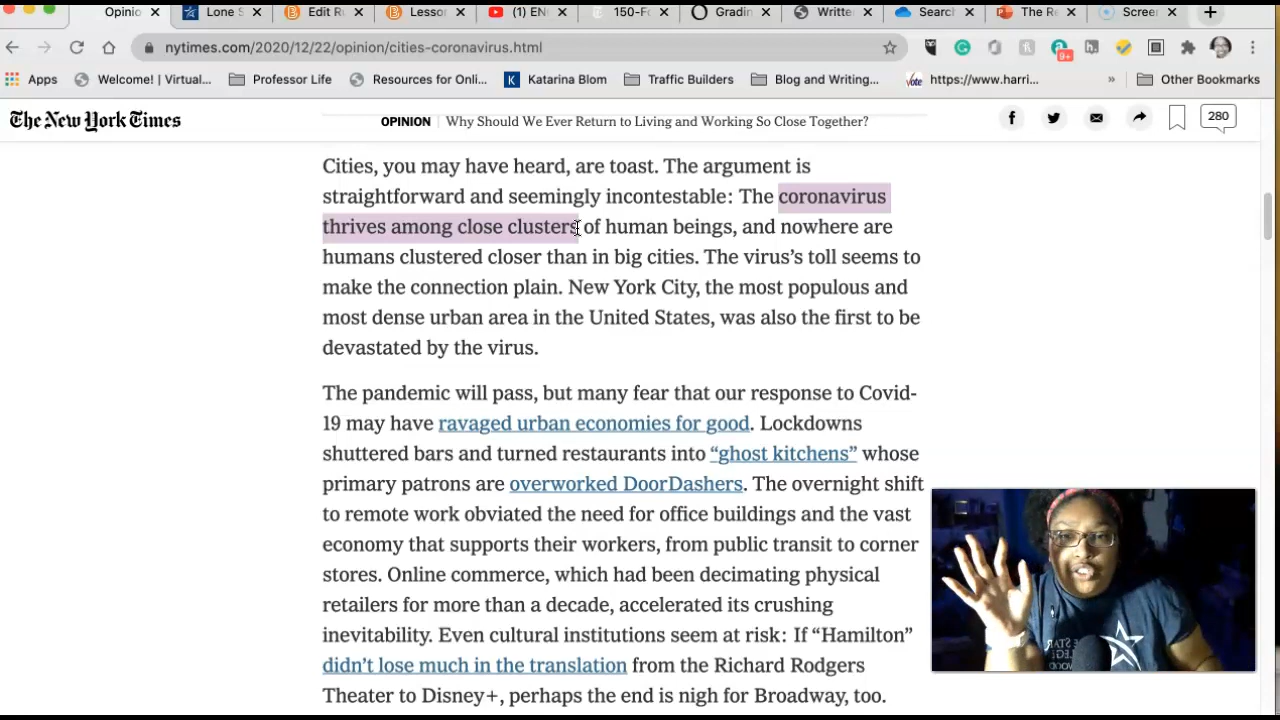 Opinio
Lone S
Edit Ru
Lesson
(1) EN
150-Fo
Gradin
Writte
Search
The Re
Screen
nytimes.com/2020/12/22/opinion/cities-coronavirus.html
9+
Apps
Welcome! | Virtual...
Professor Life
Resources for Onli...
Katarina Blom
Traffic Builders
Blog and Writing...
vote
https://www.harri...
»
Other Bookmarks
The New York Times
OPINION | Why Should We Ever Return to Living and Working So Close Together?
280
Cities, you may have heard, are toast. The argument is
straightforward and seemingly incontestable: The coronavirus
thrives among close clusters of human beings, and nowhere are
humans clustered closer than in big cities. The virus’s toll seems to
make the connection plain. New York City, the most populous and
most dense urban area in the United States, was also the first to be
devastated by the virus.
The pandemic will pass, but many fear that our response to Covid-
19 may have ravaged urban economies for good. Lockdowns
shuttered bars and turned restaurants into “ghost kitchens” whose
primary patrons are overworked DoorDashers. The overnight shift
to remote work obviated the need for office buildings and the vast
economy that supports their workers, from public transit to corner
stores. Online commerce, which had been decimating physical
retailers for more than a decade, accelerated its crushing
inevitability. Even cultural institutions seem at risk: If “Hamilton”
didn’t lose much in the translation from the Richard Rodgers
Theater to Disney+, perhaps the end is nigh for Broadway, too.